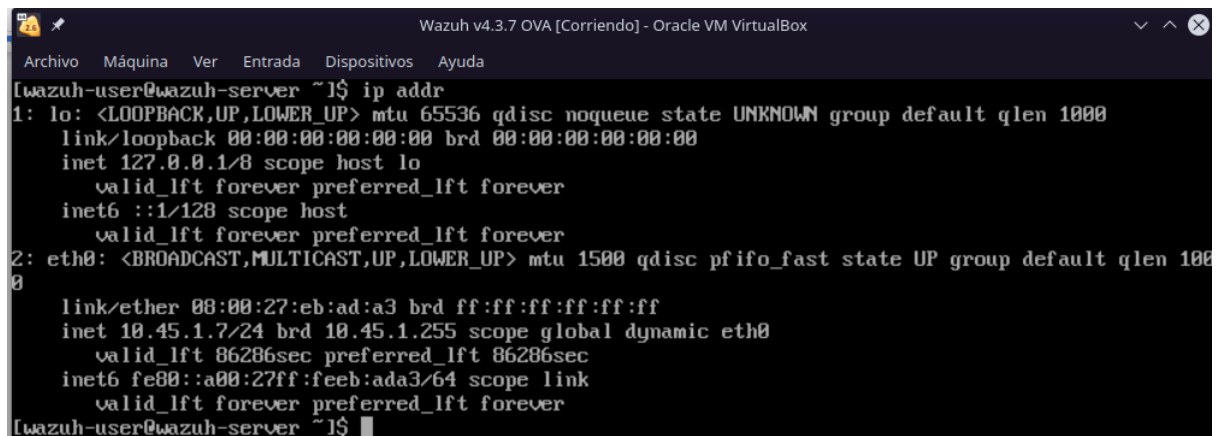 Wazuh v4.3.7 OVA [Corriendo] - Oracle VM VirtualBox
Archivo Máquina Ver Entrada Dispositivos Ayuda
[wazuh-user@wazuh-server ~]$ ip addr
1: lo: <LOOPBACK,UP,LOWER_UP> mtu 65536 qdisc noqueue state UNKNOWN group default qlen 1000
    link/loopback 00:00:00:00:00:00 brd 00:00:00:00:00:00
    inet 127.0.0.1/8 scope host lo
       valid_lft forever preferred_lft forever
    inet6 ::1/128 scope host
       valid_lft forever preferred_lft forever
2: eth0: <BROADCAST,MULTICAST,UP,LOWER_UP> mtu 1500 qdisc pfifo_fast state UP group default qlen 100
0
    link/ether 08:00:27:eb:ad:a3 brd ff:ff:ff:ff:ff:ff
    inet 10.45.1.7/24 brd 10.45.1.255 scope global dynamic eth0
       valid_lft 86286sec preferred_lft 86286sec
    inet6 fe80::a00:27ff:feeb:ada3/64 scope link
       valid_lft forever preferred_lft forever
[wazuh-user@wazuh-server ~]$